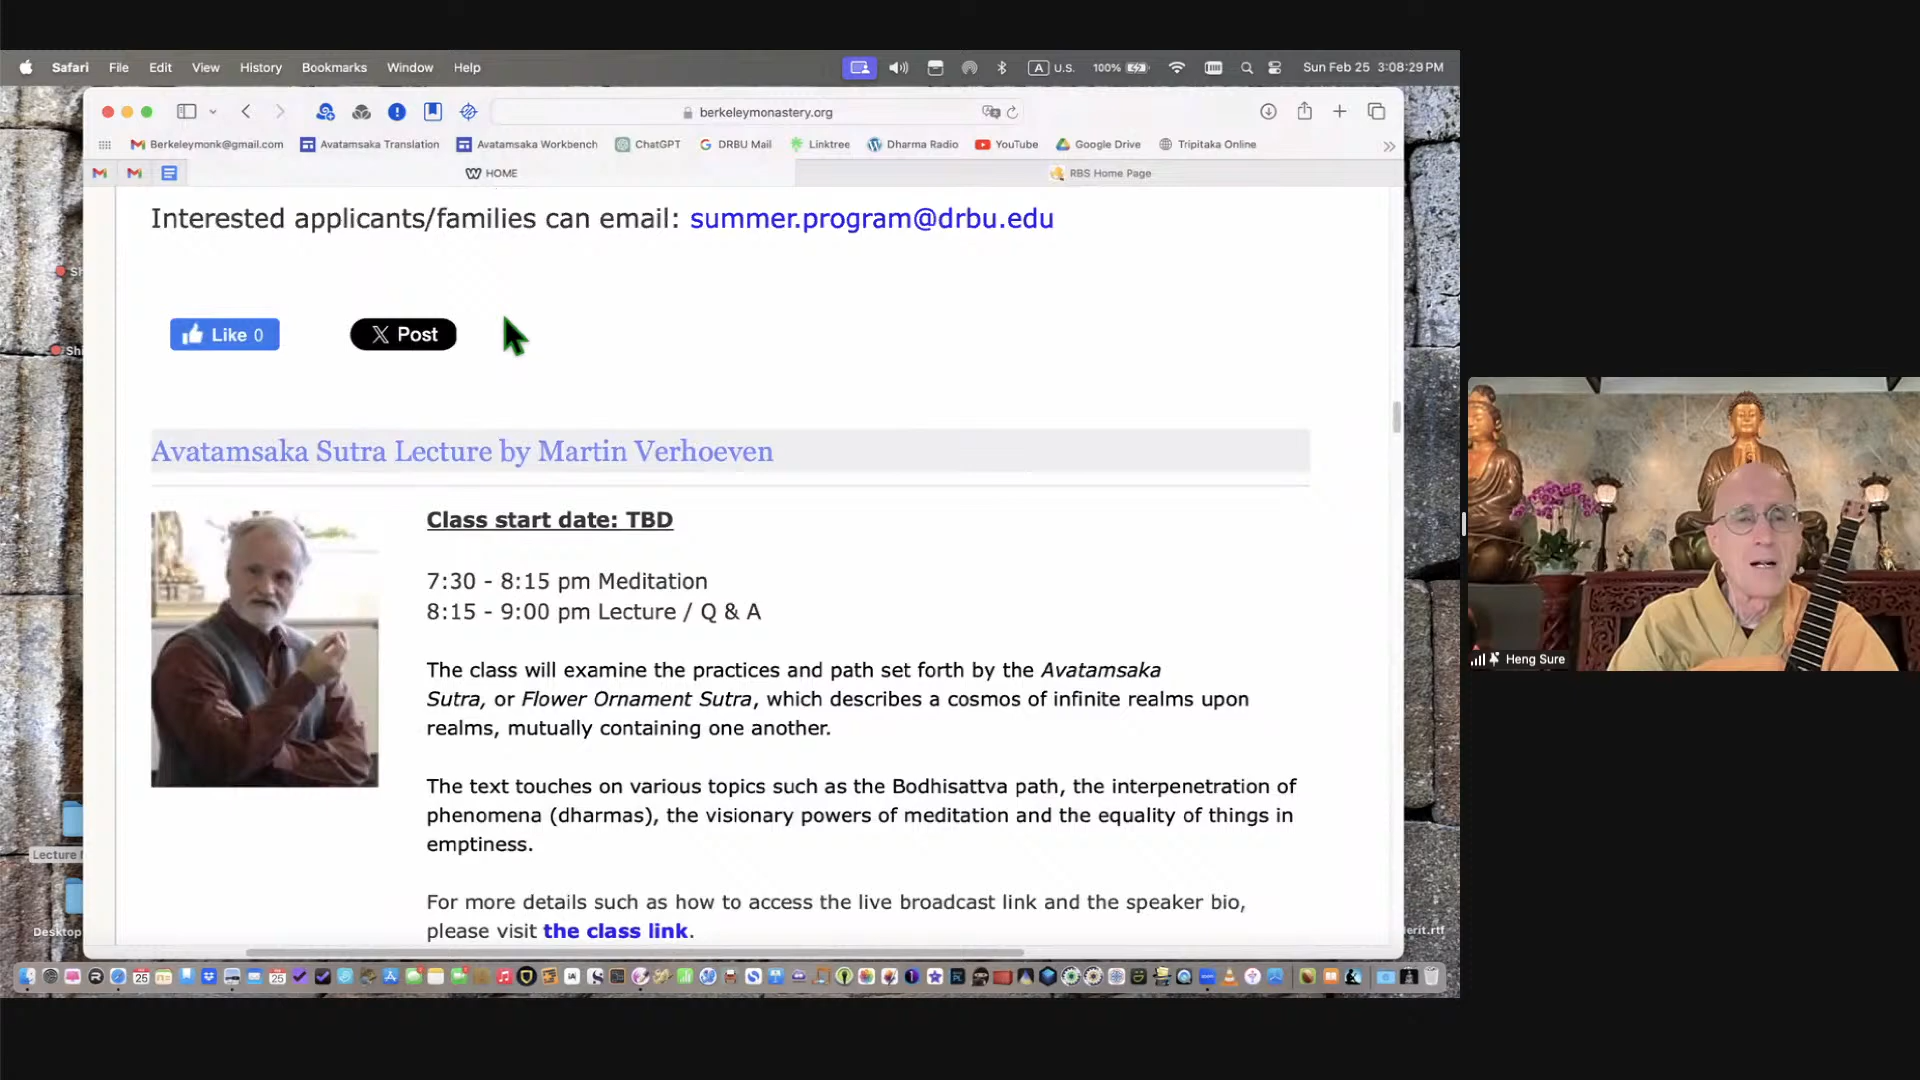 Safari File Edit View History Bookmarks Window Help A U.S. 100% Sun Feb 25 3:08:29 PM
berkeleymonastery.org
Berkeleymonk@gmail.com Avatamsaka Translation Avatamsaka Workbench ChatGPT DRBU Mail Linktree Dharma Radio YouTube Google Drive Tripitaka Online
HOME RBS Home Page
Interested applicants/families can email: summer.program@drbu.edu
Like 0 X Post
Avatamsaka Sutra Lecture by Martin Verhoeven
Class start date: TBD
7:30 - 8:15 pm Meditation
8:15 - 9:00 pm Lecture / Q & A
The class will examine the practices and path set forth by the Avatamsaka
Sutra, or Flower Ornament Sutra, which describes a cosmos of infinite realms upon
realms, mutually containing one another.
The text touches on various topics such as the Bodhisattva path, the interpenetration of
phenomena (dharmas), the visionary powers of meditation and the equality of things in
emptiness.
For more details such as how to access the live broadcast link and the speaker bio,
please visit the class link.
Heng Sure
Lecture
Desktop